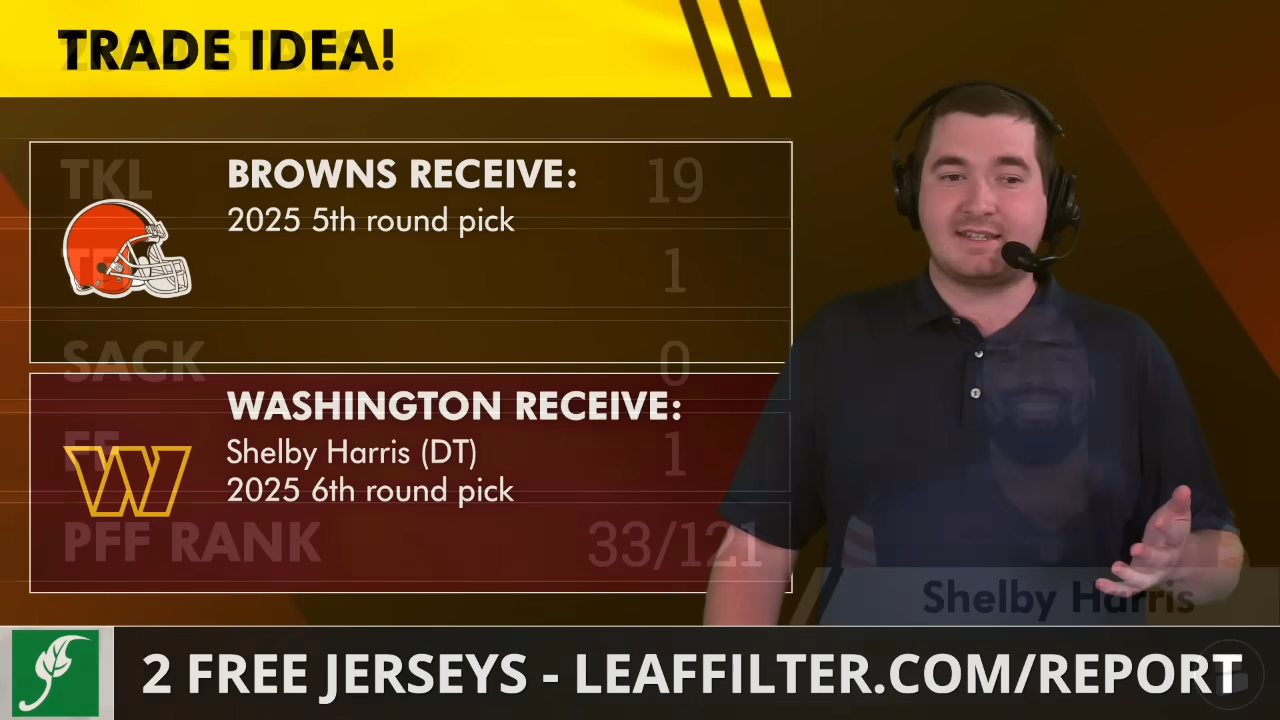 TRADE IDEA!
BROWNS RECEIVE:
2025 5th round pick
TKL 19
1
SACK 0
WASHINGTON RECEIVE:
Shelby Harris (DT)
2025 6th round pick
FF 1
PFF RANK 33/121
Shelby Harris
2 FREE JERSEYS - LEAFFILTER.COM/REPORT